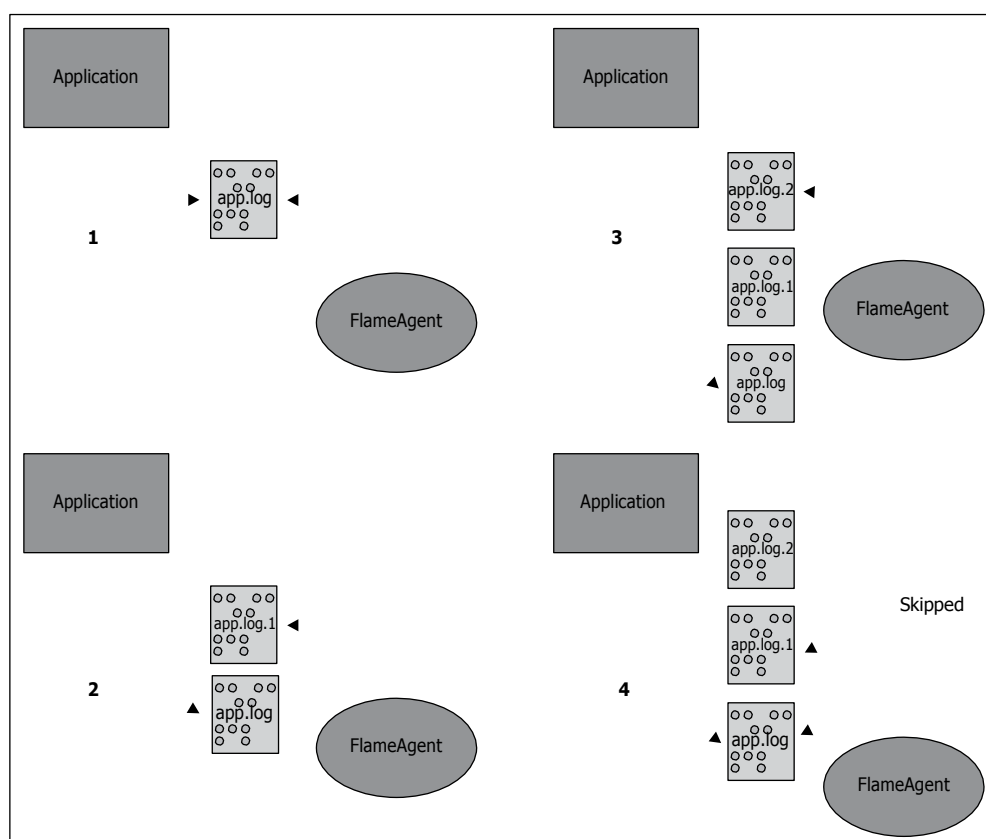 Application
app.log
1
FlameAgent
Application
app.log.1
2
app.log
FlameAgent
Application
app.log.2
3
app.log.1
FlameAgent
app.log
Application
app.log.2
Skipped
app.log.1
4
app.log
FlameAgent